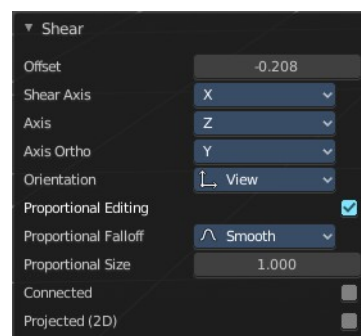 Shear
Offset -0.208
Shear Axis X
Axis Z
Axis Ortho Y
Orientation View
Proportional Editing
Proportional Falloff Smooth
Proportional Size 1.000
Connected
Projected (2D)